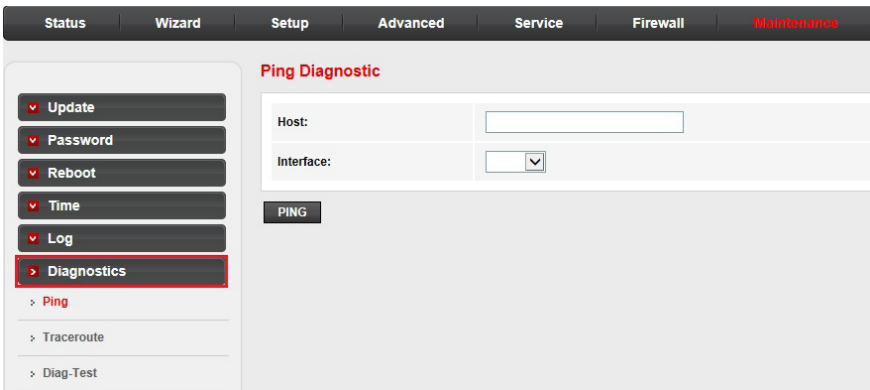 Status Wizard Setup Advanced Service Firewall Maintenance
Update
Password
Reboot
Time
Log
Diagnostics
Ping
Traceroute
Diag-Test
Ping Diagnostic
Host:
Interface:
PING